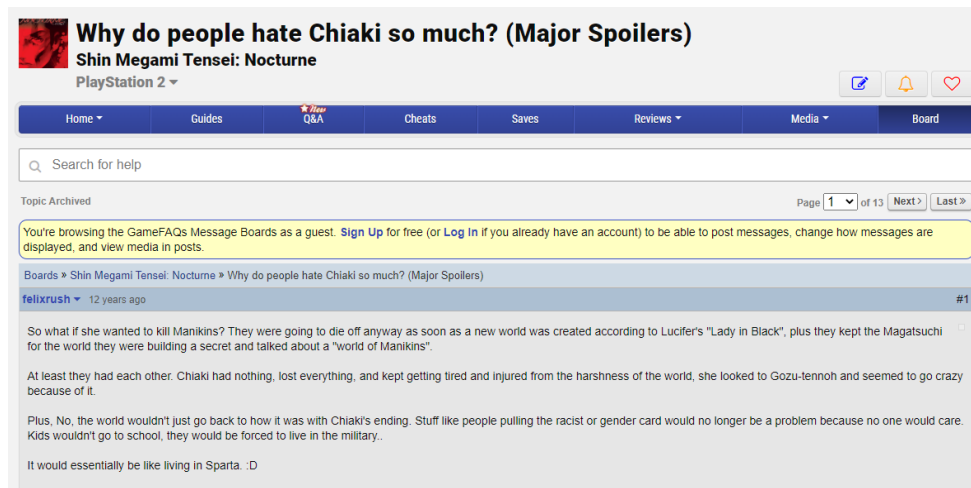 Why do people hate Chiaki so much? (Major Spoilers)
Shin Megami Tensei: Nocturne
PlayStation 2
Home
Guides
New
Q&A
Cheats
Saves
Reviews
Media
Board
Search for help
Topic Archived
Page 1 of 13 Next > Last »
You're browsing the GameFAQs Message Boards as a guest. Sign Up for free (or Log In if you already have an account) to be able to post messages, change how messages are
displayed, and view media in posts.
Boards » Shin Megami Tensei: Nocturne » Why do people hate Chiaki so much? (Major Spoilers)
felixrush 12 years ago #1
So what if she wanted to kill Manikins? They were going to die off anyway as soon as a new world was created according to Lucifer's "Lady in Black", plus they kept the Magatsuchi
for the world they were building a secret and talked about a "world of Manikins".
At least they had each other. Chiaki had nothing, lost everything, and kept getting tired and injured from the harshness of the world, she looked to Gozu-tennoh and seemed to go crazy
because of it.
Plus, No, the world wouldn't just go back to how it was with Chiaki's ending. Stuff like people pulling the racist or gender card would no longer be a problem because no one would care.
Kids wouldn't go to school, they would be forced to live in the military..
It would essentially be like living in Sparta. :D